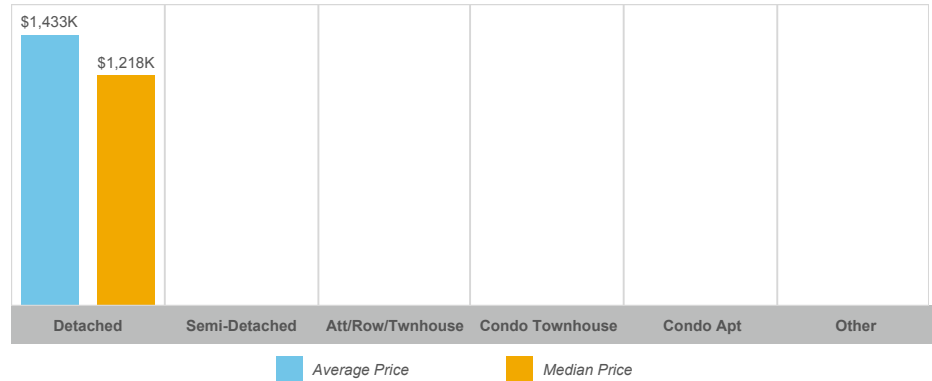 $1,433K
$1,218K
Detached Semi-Detached Att/Row/Twnhouse Condo Townhouse Condo Apt Other
Average Price Median Price